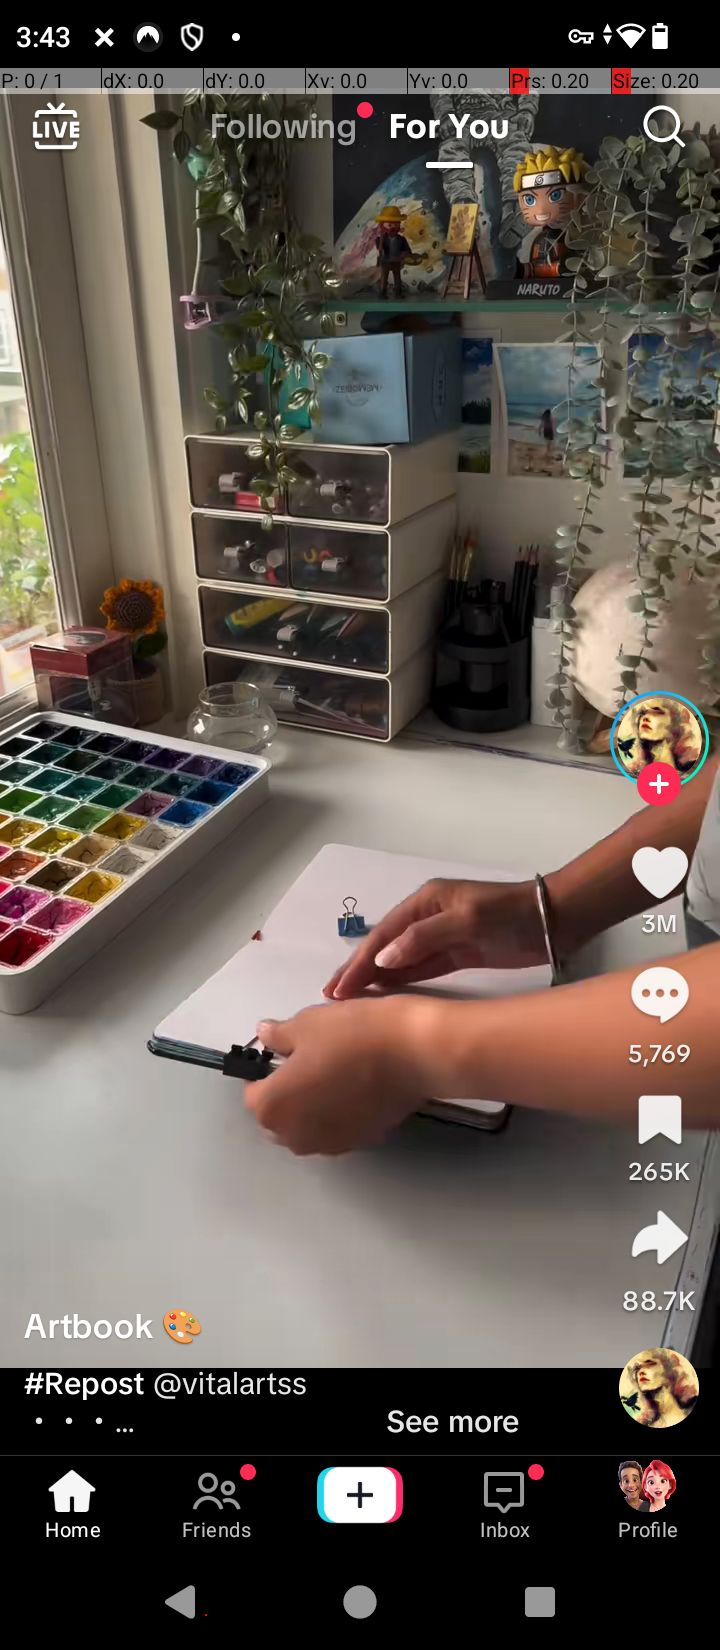 3:43
P: 0 / 1 dX: 0.0 dY: 0.0 Xv: 0.0 Yv: 0.0 Prs: 0.20 Size: 0.20
LIVE Following For You
NARUTO
3M
5,769
265K
88.7K
Artbook 🎨
#Repost @vitalartss
• • • ... See more
Home Friends Inbox Profile